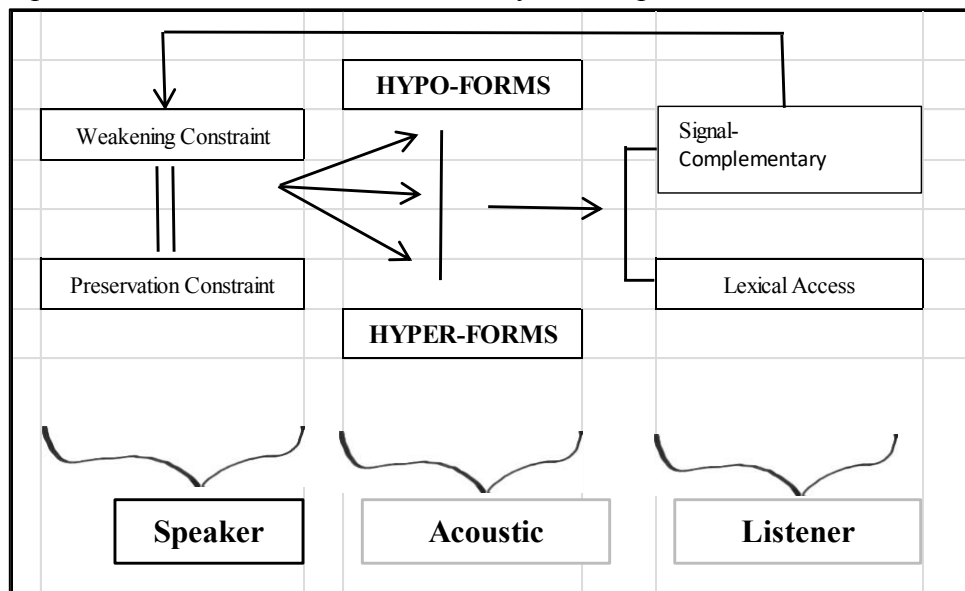 HYPO-FORMS
Weakening Constraint
Signal-
Complementary
Preservation Constraint
Lexical Access
HYPER-FORMS
Speaker
Acoustic
Listener